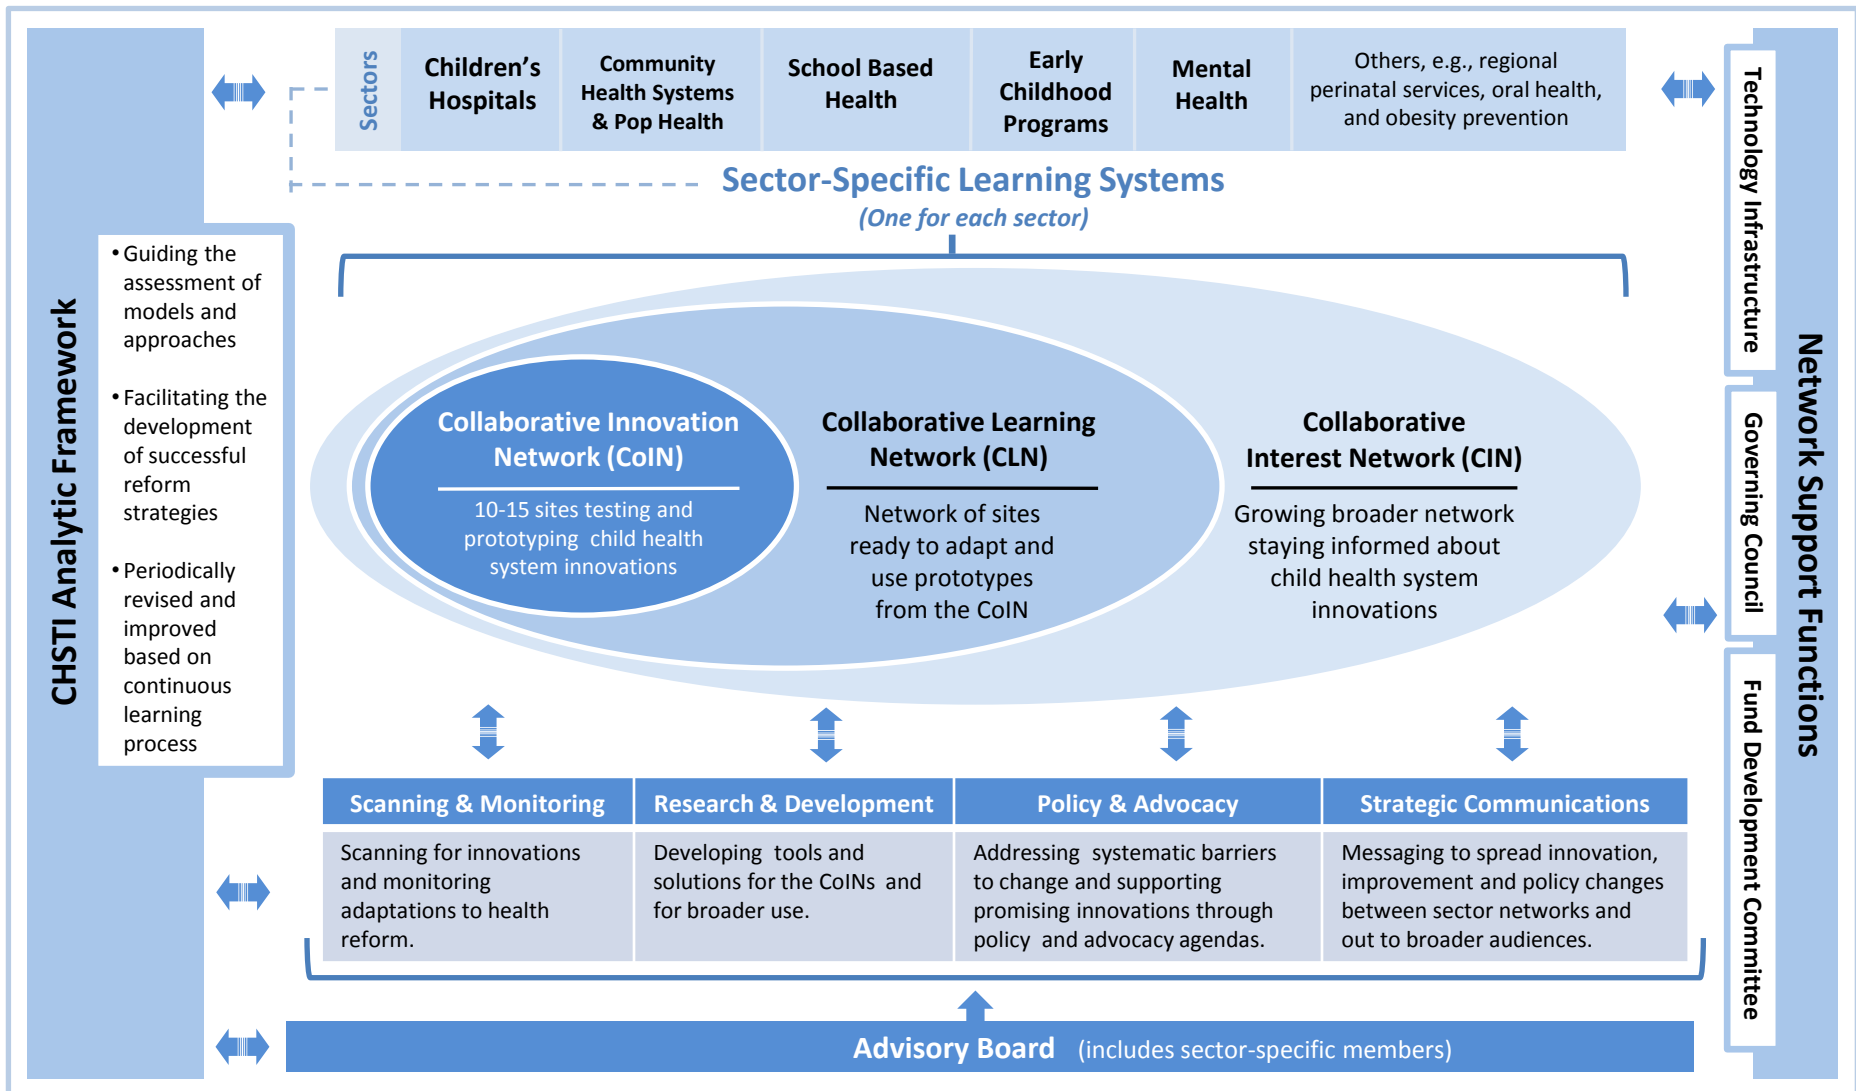 Sectors
Children's
Hospitals
Community
Health Systems
& Pop Health
School Based
Health
Early
Childhood
Programs
Mental
Health
Others, e.g., regional
perinatal services, oral health,
and obesity prevention
Sector-Specific Learning Systems
(One for each sector)
CHSTI Analytic Framework
• Guiding the
assessment of
models and
approaches
• Facilitating the
development
of successful
reform
strategies
• Periodically
revised and
improved
based on
continuous
learning
process
Collaborative Innovation
Network (CoIN)
10-15 sites testing and
prototyping child health
system innovations
Collaborative Learning
Network (CLN)
Network of sites
ready to adapt and
use prototypes
from the CoIN
Collaborative
Interest Network (CIN)
Growing broader network
staying informed about
child health system
innovations
Technology Infrastructure
Governing Council
Fund Development Committee
Network Support Functions
Scanning & Monitoring
Scanning for innovations
and monitoring
adaptations to health
reform.
Research & Development
Developing tools and
solutions for the CoINs and
for broader use.
Policy & Advocacy
Addressing systematic barriers
to change and supporting
promising innovations through
policy and advocacy agendas.
Strategic Communications
Messaging to spread innovation,
improvement and policy changes
between sector networks and
out to broader audiences.
Advisory Board (includes sector-specific members)